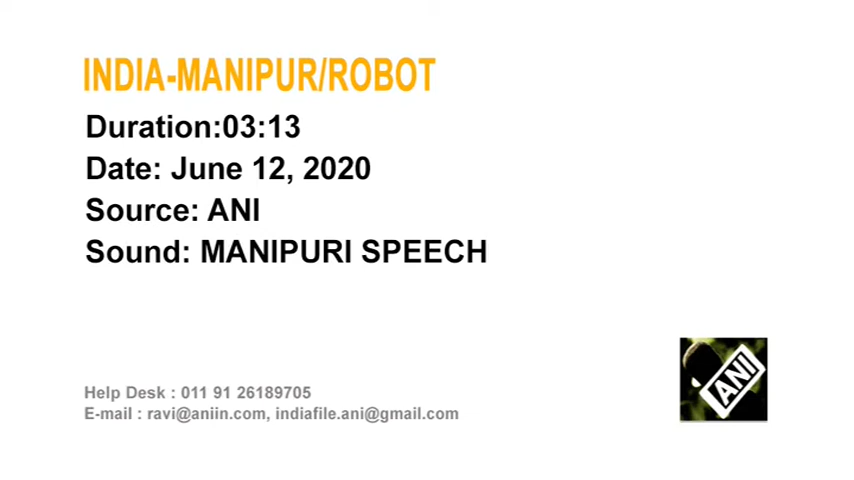 INDIA-MANIPUR/ROBOT
Duration:03:13
Date: June 12, 2020
Source: ANI
Sound: MANIPURI SPEECH
Help Desk : 011 91 26189705
E-mail : ravi@aniin.com, indiafile.ani@gmail.com
ANI